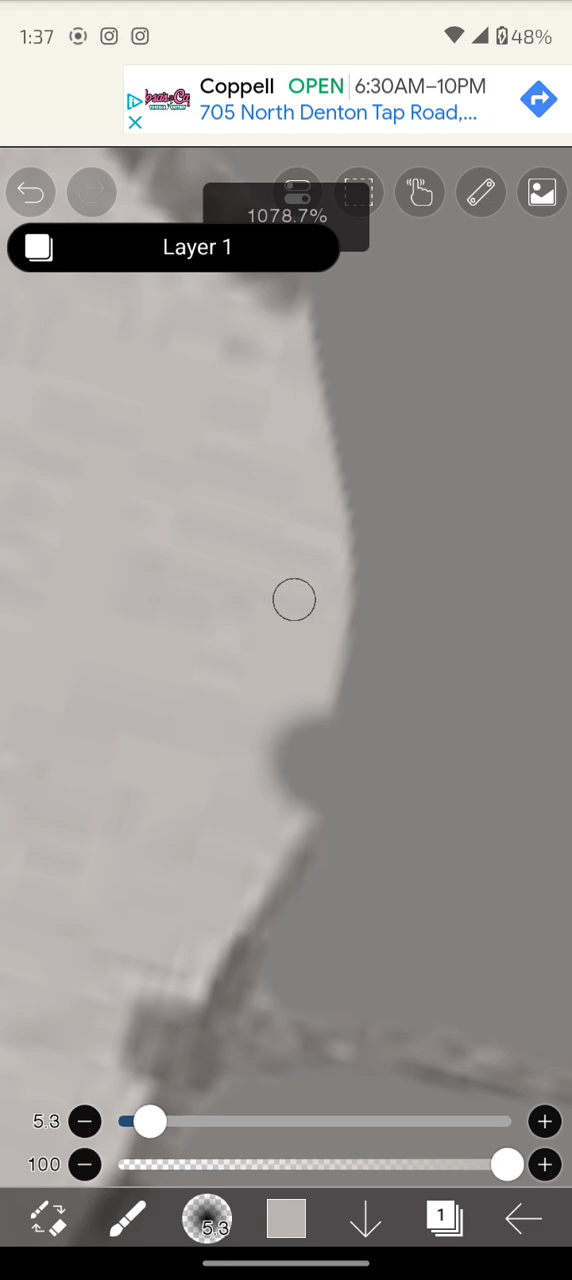 1:37
48%
Coppell OPEN 6:30AM–10PM
705 North Denton Tap Road,...
1078.7%
Layer 1
5.3
100
5.3
1